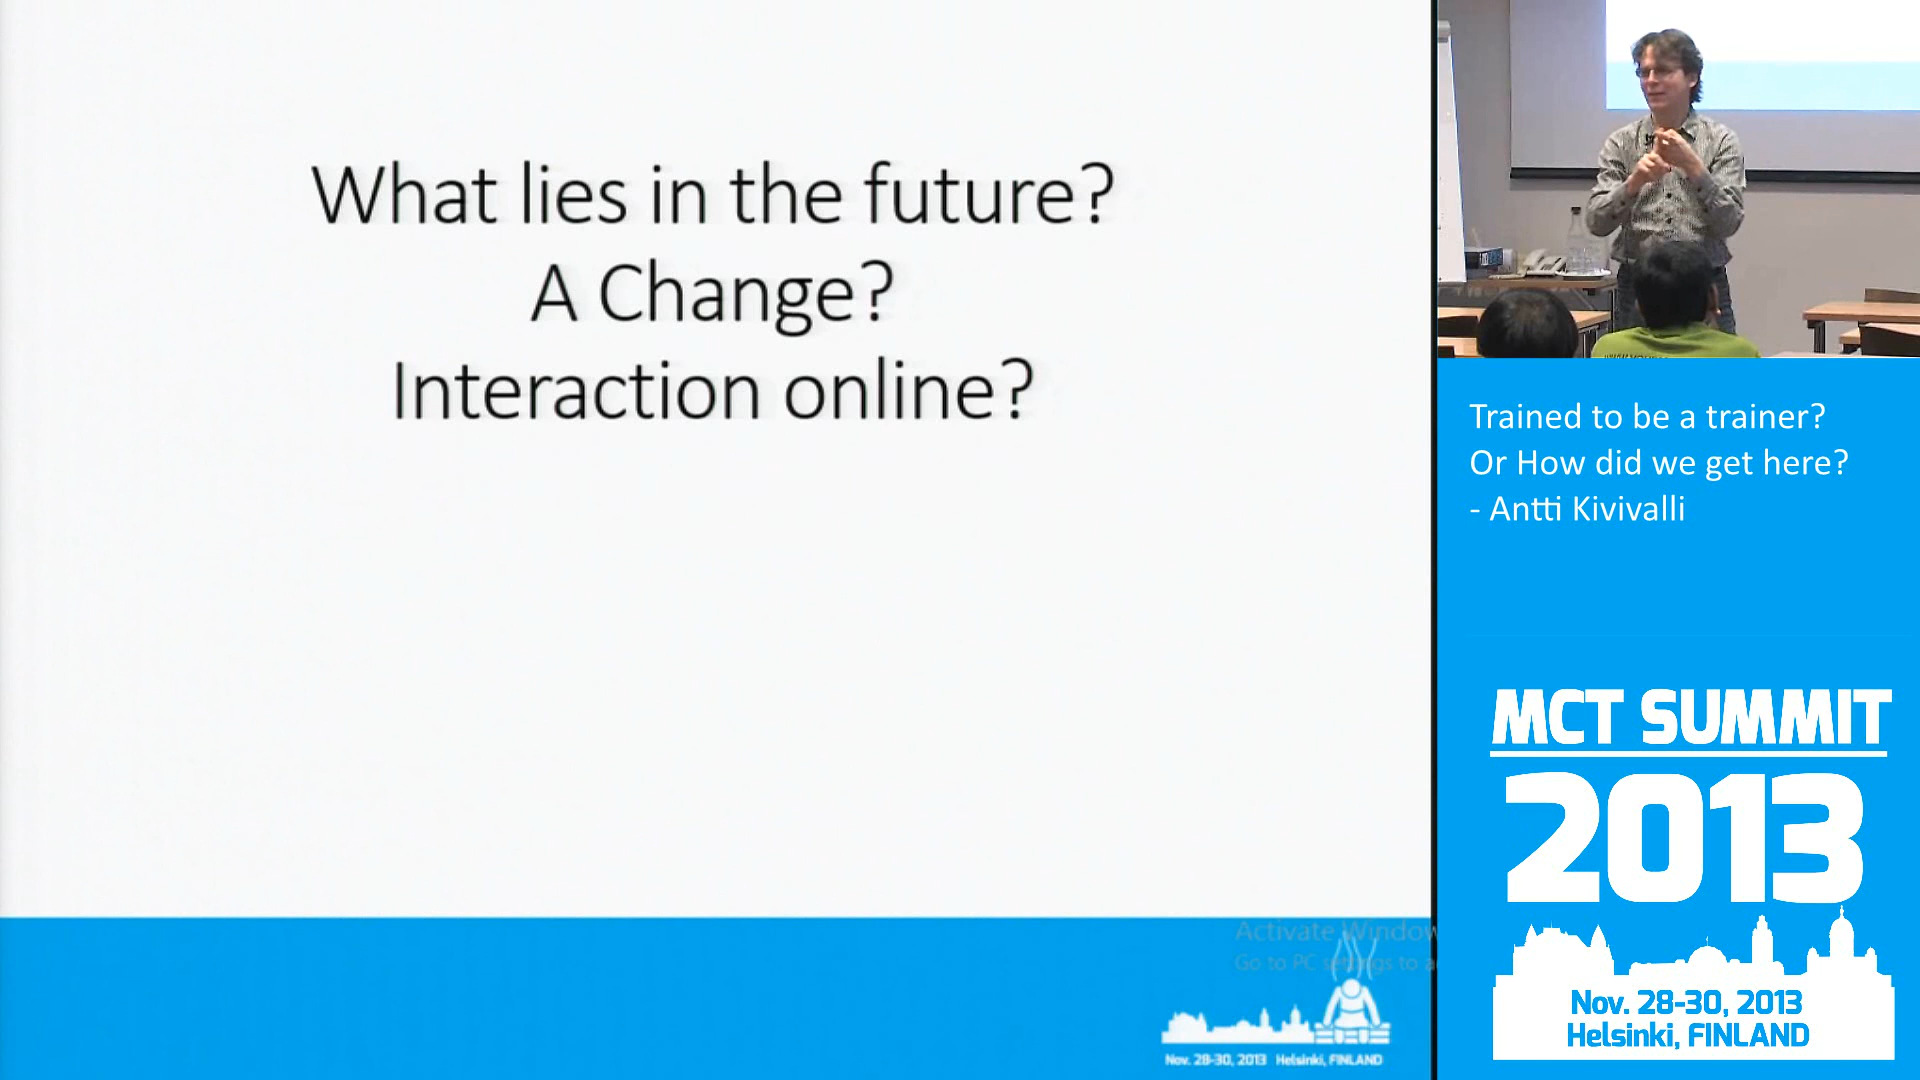 What lies in the future?
A Change?
Interaction online?
Activate Window
Go to PC settings to a
Nov. 28-30, 2013 Helsinki, FINLAND
Trained to be a trainer?
Or How did we get here?
- Antti Kivivalli
MCT SUMMIT
2013
Nov. 28-30, 2013
Helsinki, FINLAND